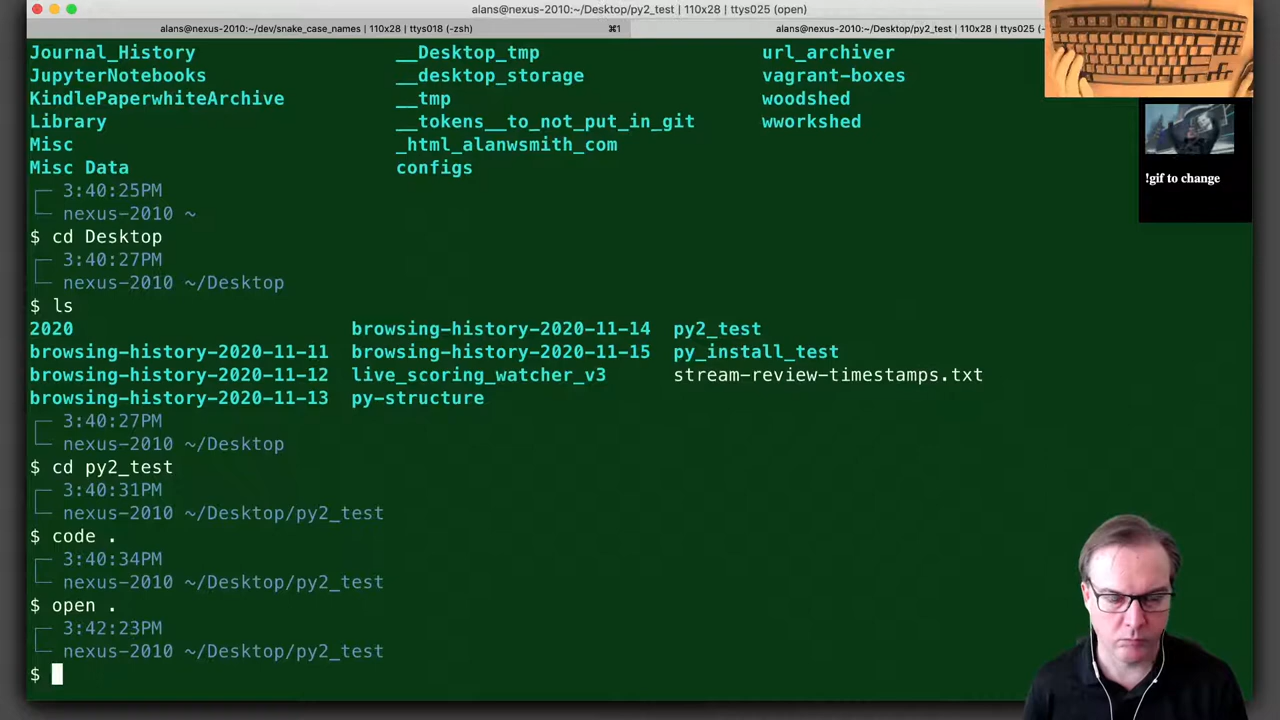 alans@nexus-2010:~/Desktop/py2_test | 110x28 | ttys025 (open)
alans@nexus-2010:~/dev/snake_case_names | 110x28 | ttys018 (-zsh) ⌘1 alans@nexus-2010:~/Desktop/py2_test | 110x28 | ttys025 (-
Journal_History __Desktop_tmp url_archiver
JupyterNotebooks __desktop_storage vagrant-boxes
KindlePaperwhiteArchive __tmp woodshed
Library __tokens__to_not_put_in_git wworkshed
Misc _html_alanwsmith_com
Misc Data configs
┌─ 3:40:25PM
└─ nexus-2010 ~
$ cd Desktop
┌─ 3:40:27PM
└─ nexus-2010 ~/Desktop
$ ls
2020 browsing-history-2020-11-14 py2_test
browsing-history-2020-11-11 browsing-history-2020-11-15 py_install_test
browsing-history-2020-11-12 live_scoring_watcher_v3 stream-review-timestamps.txt
browsing-history-2020-11-13 py-structure
┌─ 3:40:27PM
└─ nexus-2010 ~/Desktop
$ cd py2_test
┌─ 3:40:31PM
└─ nexus-2010 ~/Desktop/py2_test
$ code .
┌─ 3:40:34PM
└─ nexus-2010 ~/Desktop/py2_test
$ open .
┌─ 3:42:23PM
└─ nexus-2010 ~/Desktop/py2_test
$
!gif to change